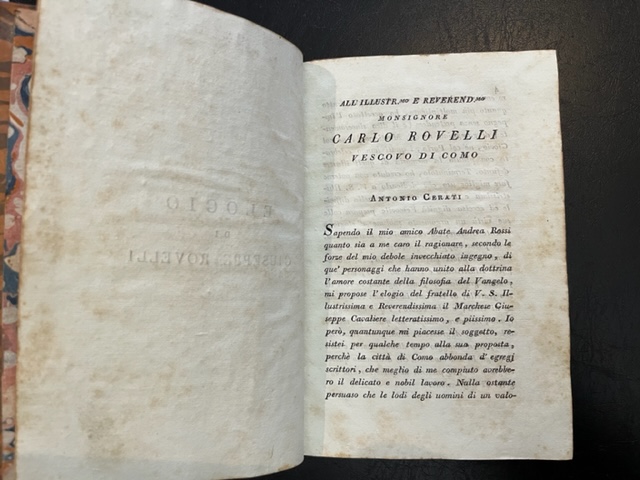 ELOGIO
DI
GIUSEPPE ROVELLI
ALL'ILLUSTR.MO E REVEREND.MO
MONSIGNORE
CARLO ROVELLI
VESCOVO DI COMO
ANTONIO CERATI
Sapendo il mio amico Abate Andrea Rossi
quanto sia a me caro il ragionare, secondo le
forze del mio debole invecchiato ingegno, di
que' personaggi che hanno unito alla dottrina
l'amore costante della filosofia del Vangelo,
mi propose l'elogio del fratello di V. S. Il-
lustrissima e Reverendissima il Marchese Giu-
seppe Cavaliere letteratissimo, e piissimo. Io
però, quantunque mi piacesse il soggetto, re-
sistei per qualche tempo alla sua proposta,
perchè la città di Como abbonda d'egregj
scrittori, che meglio di me compiuto avrebbe-
ro il delicato e nobil lavoro. Nulla ostante
persuaso che le lodi degli uomini di un valo-